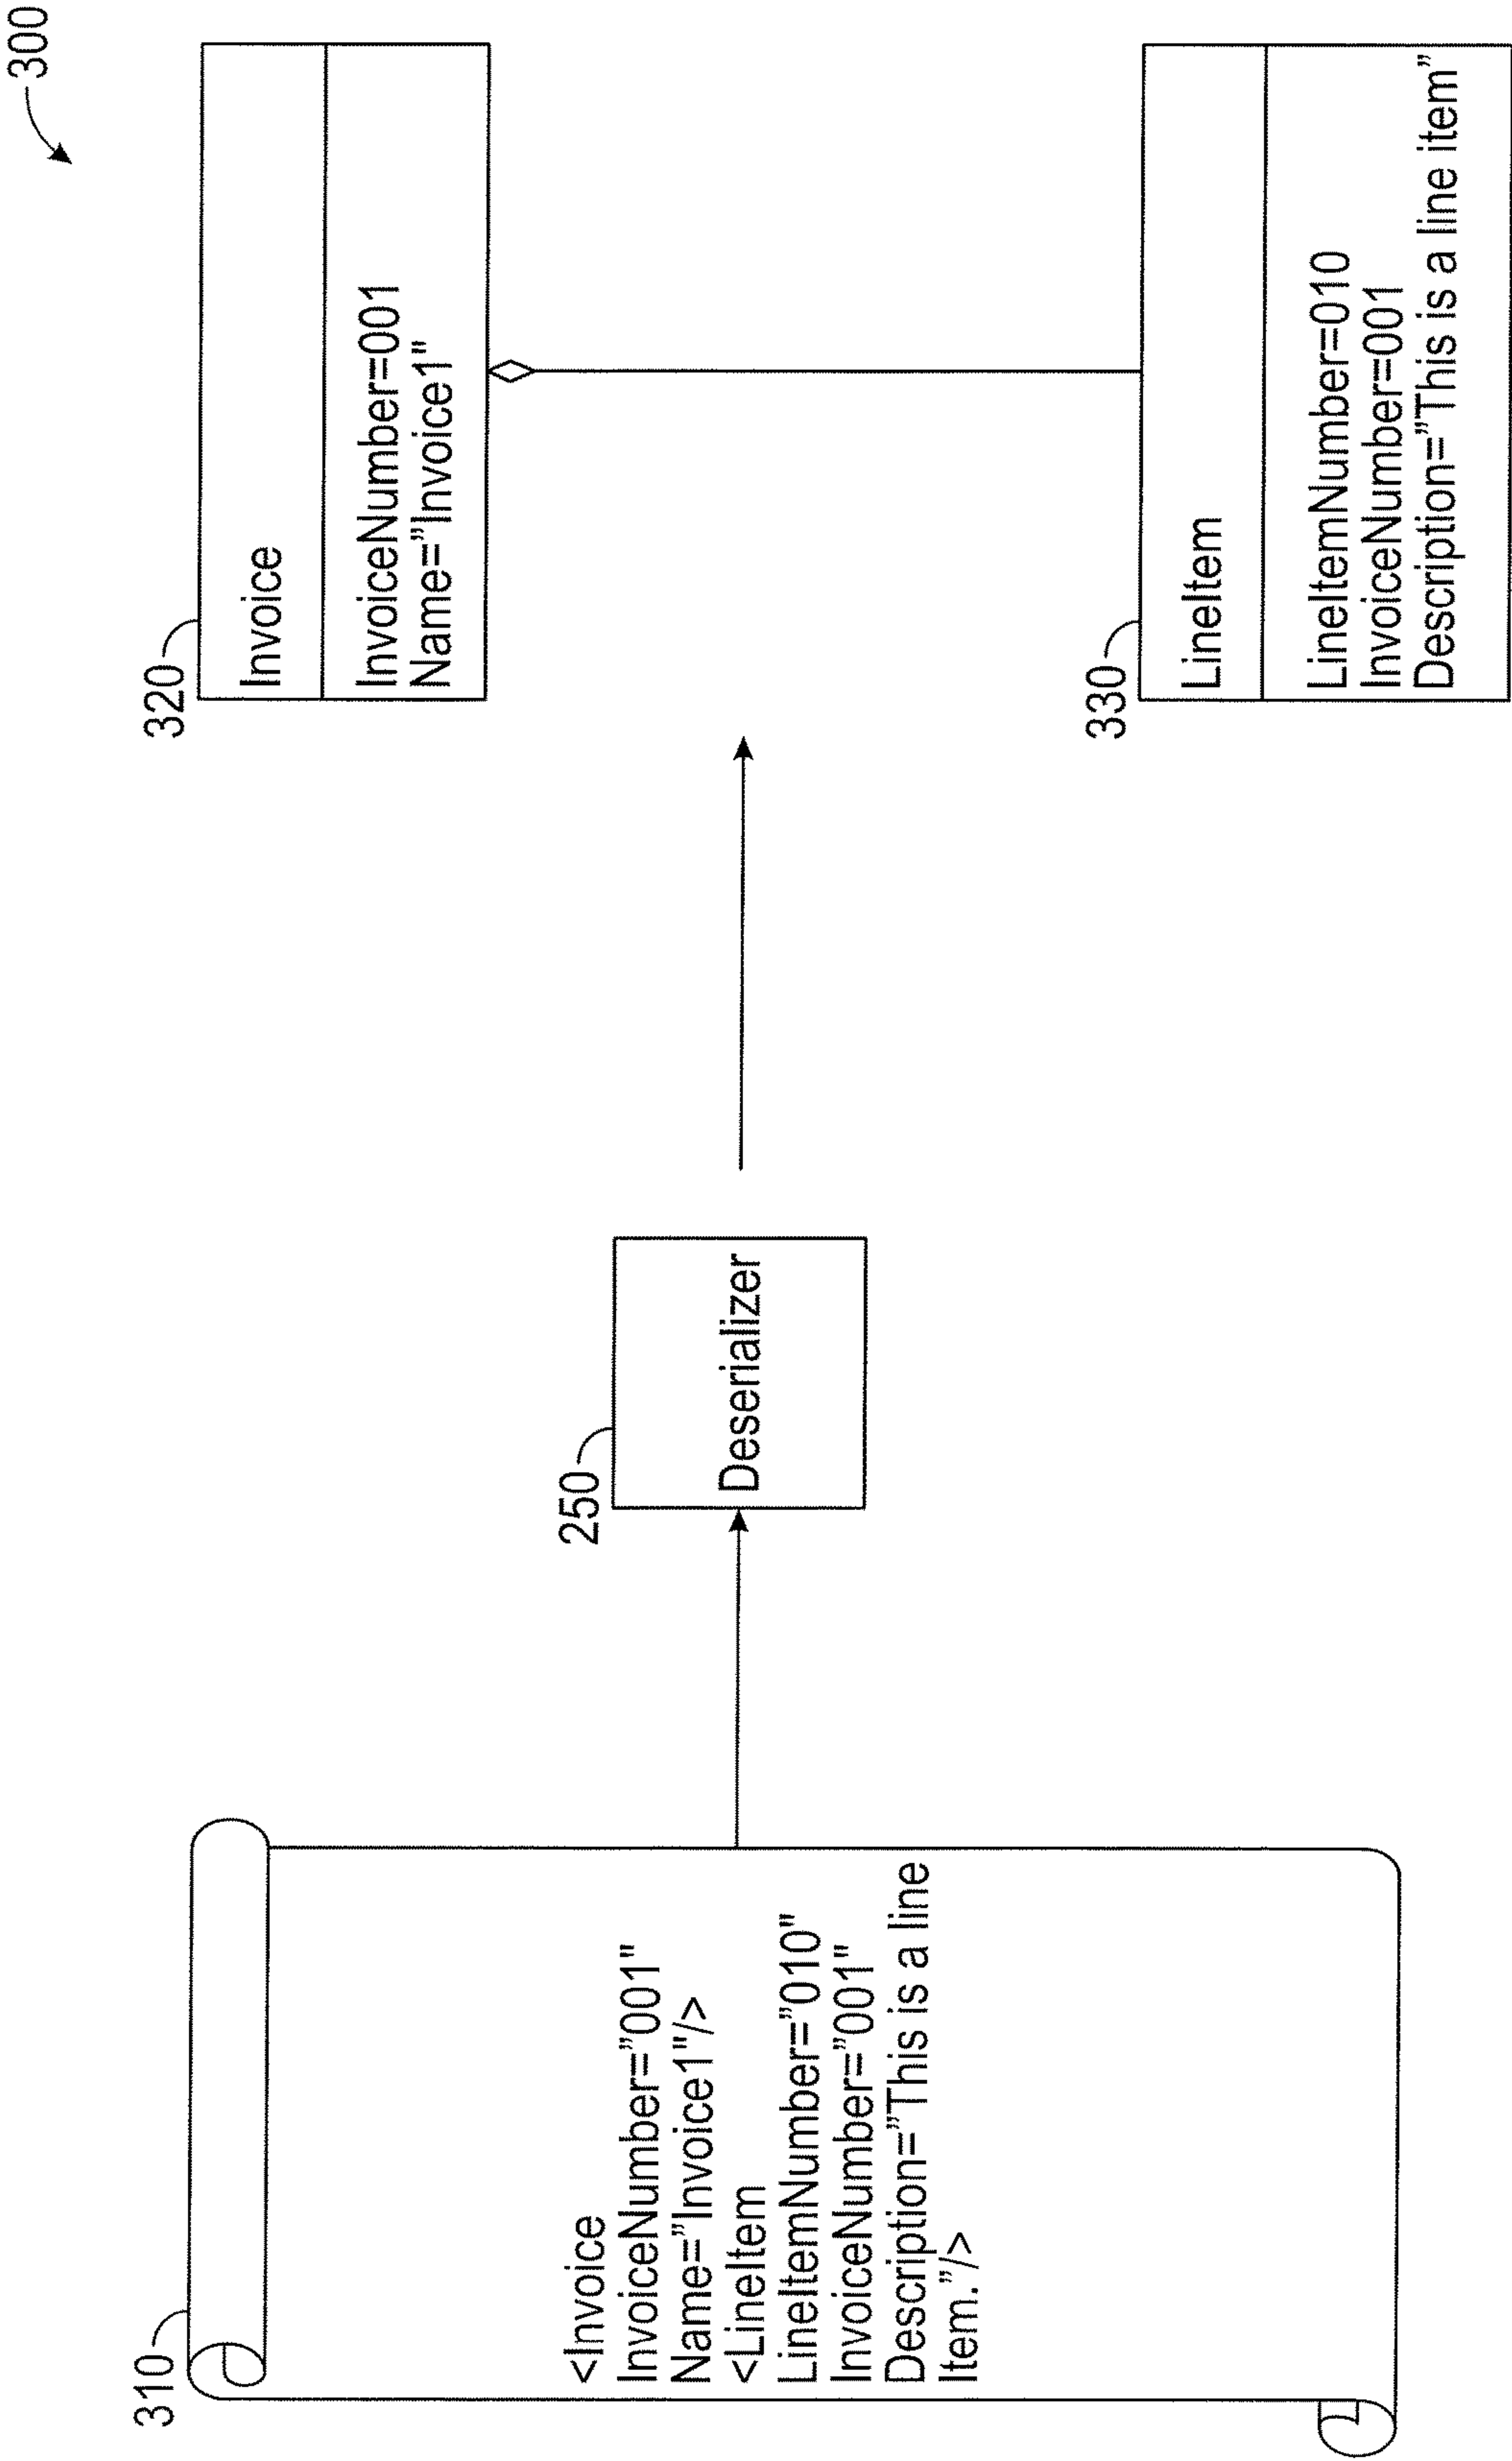 300
310
<Invoice
InvoiceNumber=”001"
Name=”Invoice1"/>
<LineItem
LineItemNumber=”010"
InvoiceNumber=”001"
Description=”This is a line
Item.”/>
250
Deserializer
320
Invoice
InvoiceNumber=001
Name=”Invoice1"
330
LineItem
LineItemNumber=010
InvoiceNumber=001
Description=”This is a line item”